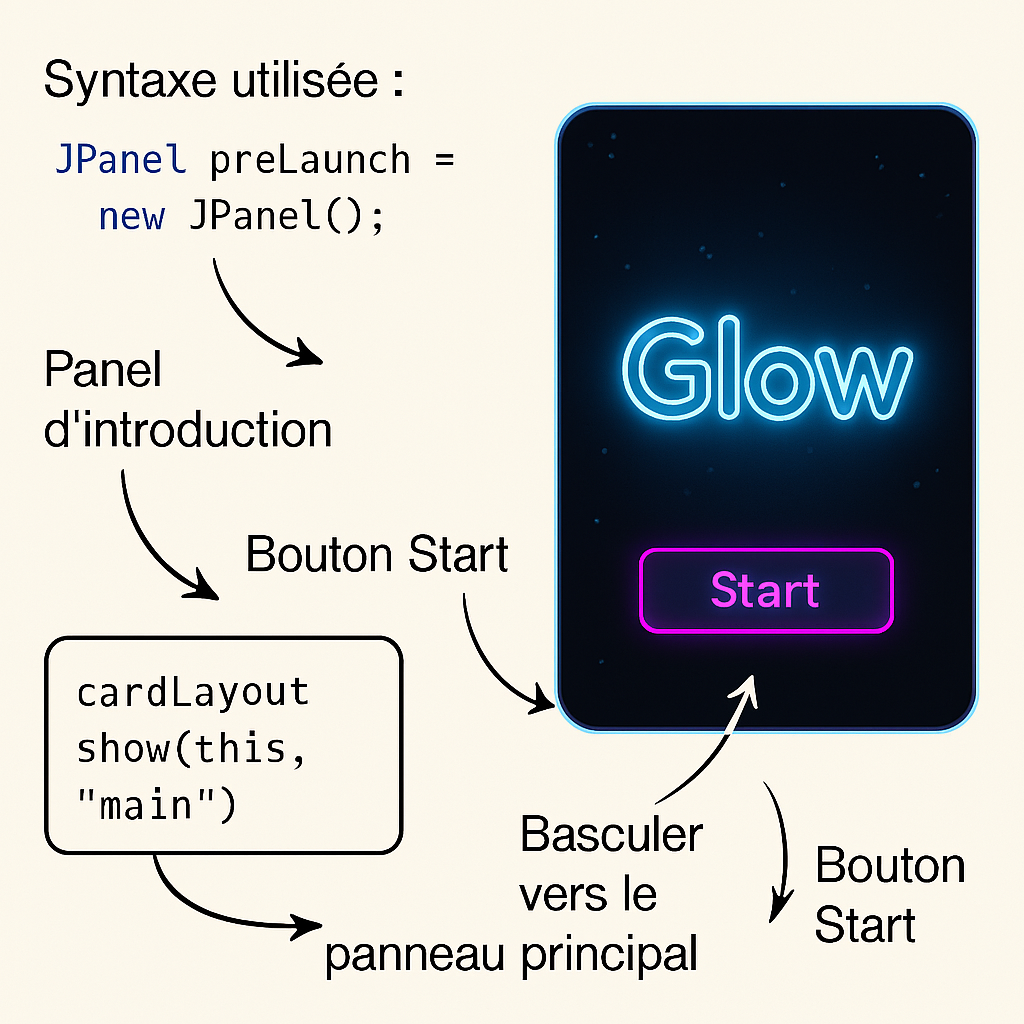 Syntaxe utilisée :
JPanel preLaunch =
new JPanel();
Panel
d'introduction
Bouton Start
cardLayout
show(this,
"main")
Glow
Start
Basculer
vers le
panneau principal
Bouton
Start